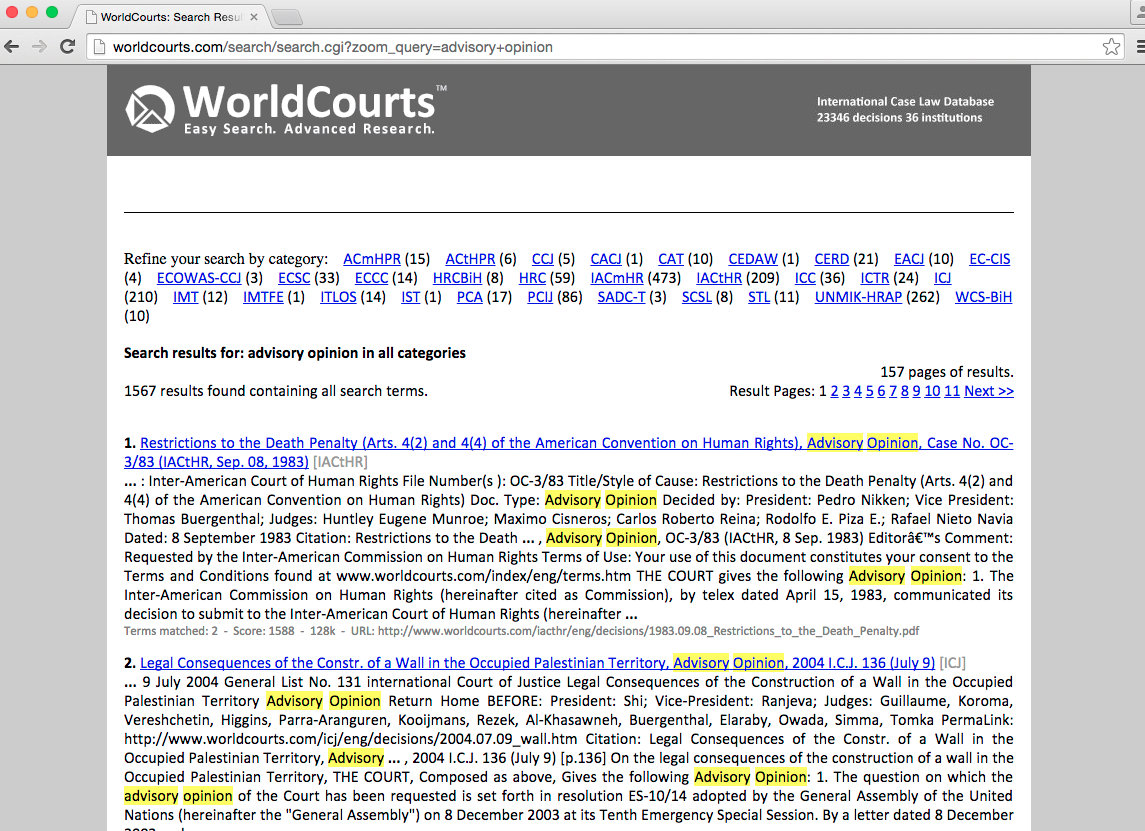 WorldCourts: Search Resu
worldcourts.com/search/search.cgi?zoom_query=advisory+opinion
WorldCourts™
Easy Search. Advanced Research.
International Case Law Database
23346 decisions 36 institutions
Refine your search by category: ACmHPR (15) ACtHPR (6) CCJ (5) CACJ (1) CAT (10) CEDAW (1) CERD (21) EACJ (10) EC-CIS
(4) ECOWAS-CCJ (3) ECSC (33) ECCC (14) HRCBiH (8) HRC (59) IACmHR (473) IACtHR (209) ICC (36) ICTR (24) ICJ
(210) IMT (12) IMTFE (1) ITLOS (14) IST (1) PCA (17) PCIJ (86) SADC-T (3) SCSL (8) STL (11) UNMIK-HRAP (262) WCS-BiH
(10)
Search results for: advisory opinion in all categories
157 pages of results.
1567 results found containing all search terms.
Result Pages: 1 2 3 4 5 6 7 8 9 10 11 Next >>
1. Restrictions to the Death Penalty (Arts. 4(2) and 4(4) of the American Convention on Human Rights), Advisory Opinion, Case No. OC-
3/83 (IACtHR, Sep. 08, 1983) [IACtHR]
... : Inter-American Court of Human Rights File Number(s ): OC-3/83 Title/Style of Cause: Restrictions to the Death Penalty (Arts. 4(2) and
4(4) of the American Convention on Human Rights) Doc. Type: Advisory Opinion Decided by: President: Pedro Nikken; Vice President:
Thomas Buergenthal; Judges: Huntley Eugene Munroe; Maximo Cisneros; Carlos Roberto Reina; Rodolfo E. Piza E.; Rafael Nieto Navia
Dated: 8 September 1983 Citation: Restrictions to the Death ... , Advisory Opinion, OC-3/83 (IACtHR, 8 Sep. 1983) Editorâ€™s Comment:
Requested by the Inter-American Commission on Human Rights Terms of Use: Your use of this document constitutes your consent to the
Terms and Conditions found at www.worldcourts.com/index/eng/terms.htm THE COURT gives the following Advisory Opinion: 1. The
Inter-American Commission on Human Rights (hereinafter cited as Commission), by telex dated April 15, 1983, communicated its
decision to submit to the Inter-American Court of Human Rights (hereinafter ...
Terms matched: 2 - Score: 1588 - 128k - URL: http://www.worldcourts.com/iacthr/eng/decisions/1983.09.08_Restrictions_to_the_Death_Penalty.pdf
2. Legal Consequences of the Constr. of a Wall in the Occupied Palestinian Territory, Advisory Opinion, 2004 I.C.J. 136 (July 9) [ICJ]
... 9 July 2004 General List No. 131 international Court of Justice Legal Consequences of the Construction of a Wall in the Occupied
Palestinian Territory Advisory Opinion Return Home BEFORE: President: Shi; Vice-President: Ranjeva; Judges: Guillaume, Koroma,
Vereshchetin, Higgins, Parra-Aranguren, Kooijmans, Rezek, Al-Khasawneh, Buergenthal, Elaraby, Owada, Simma, Tomka PermaLink:
http://www.worldcourts.com/icj/eng/decisions/2004.07.09_wall.htm Citation: Legal Consequences of the Constr. of a Wall in the
Occupied Palestinian Territory, Advisory ... , 2004 I.C.J. 136 (July 9) [p.136] On the legal consequences of the construction of a wall in the
Occupied Palestinian Territory, THE COURT, Composed as above, Gives the following Advisory Opinion: 1. The question on which the
advisory opinion of the Court has been requested is set forth in resolution ES-10/14 adopted by the General Assembly of the United
Nations (hereinafter the "General Assembly") on 8 December 2003 at its Tenth Emergency Special Session. By a letter dated 8 December